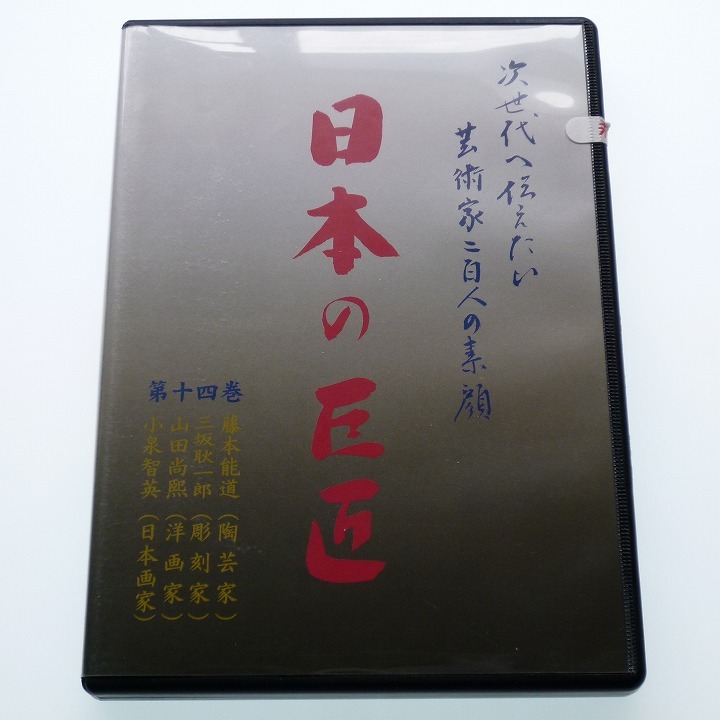 次世代へ伝えたい
芸術家二百人の素顔
日本の巨匠
第十四巻
藤本能道（陶芸家）
三坂耿一郎（彫刻家）
山田尚熙（洋画家）
小泉智英（日本画家）